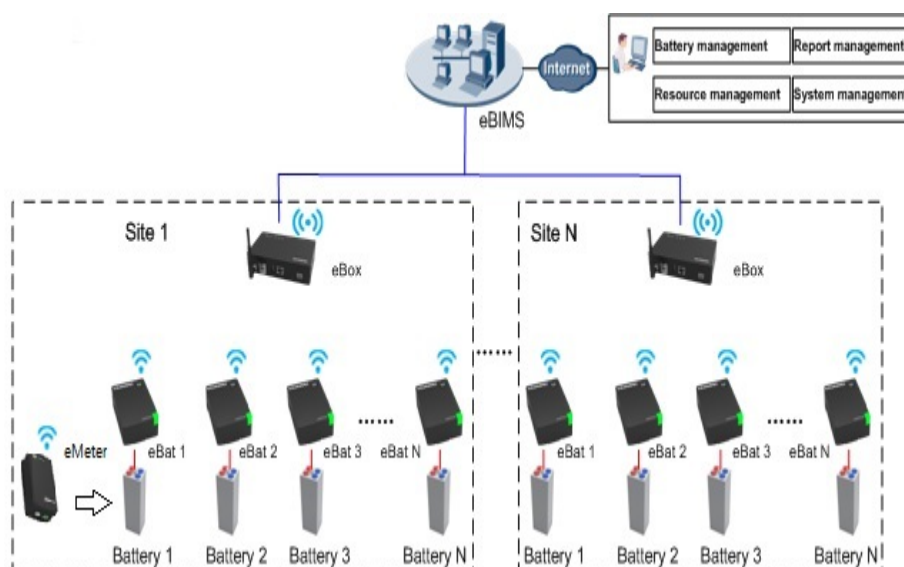 Battery management
Report management
Internet
Resource management
System management
eBIMS
Site 1
eBox
Site N
eBox
......
eMeter
eBat 1
eBat 2
eBat 3
......
eBat N
eBat 1
eBat 2
eBat 3
......
eBat N
Battery 1
Battery 2
Battery 3
Battery N
Battery 1
Battery 2
Battery 3
Battery N